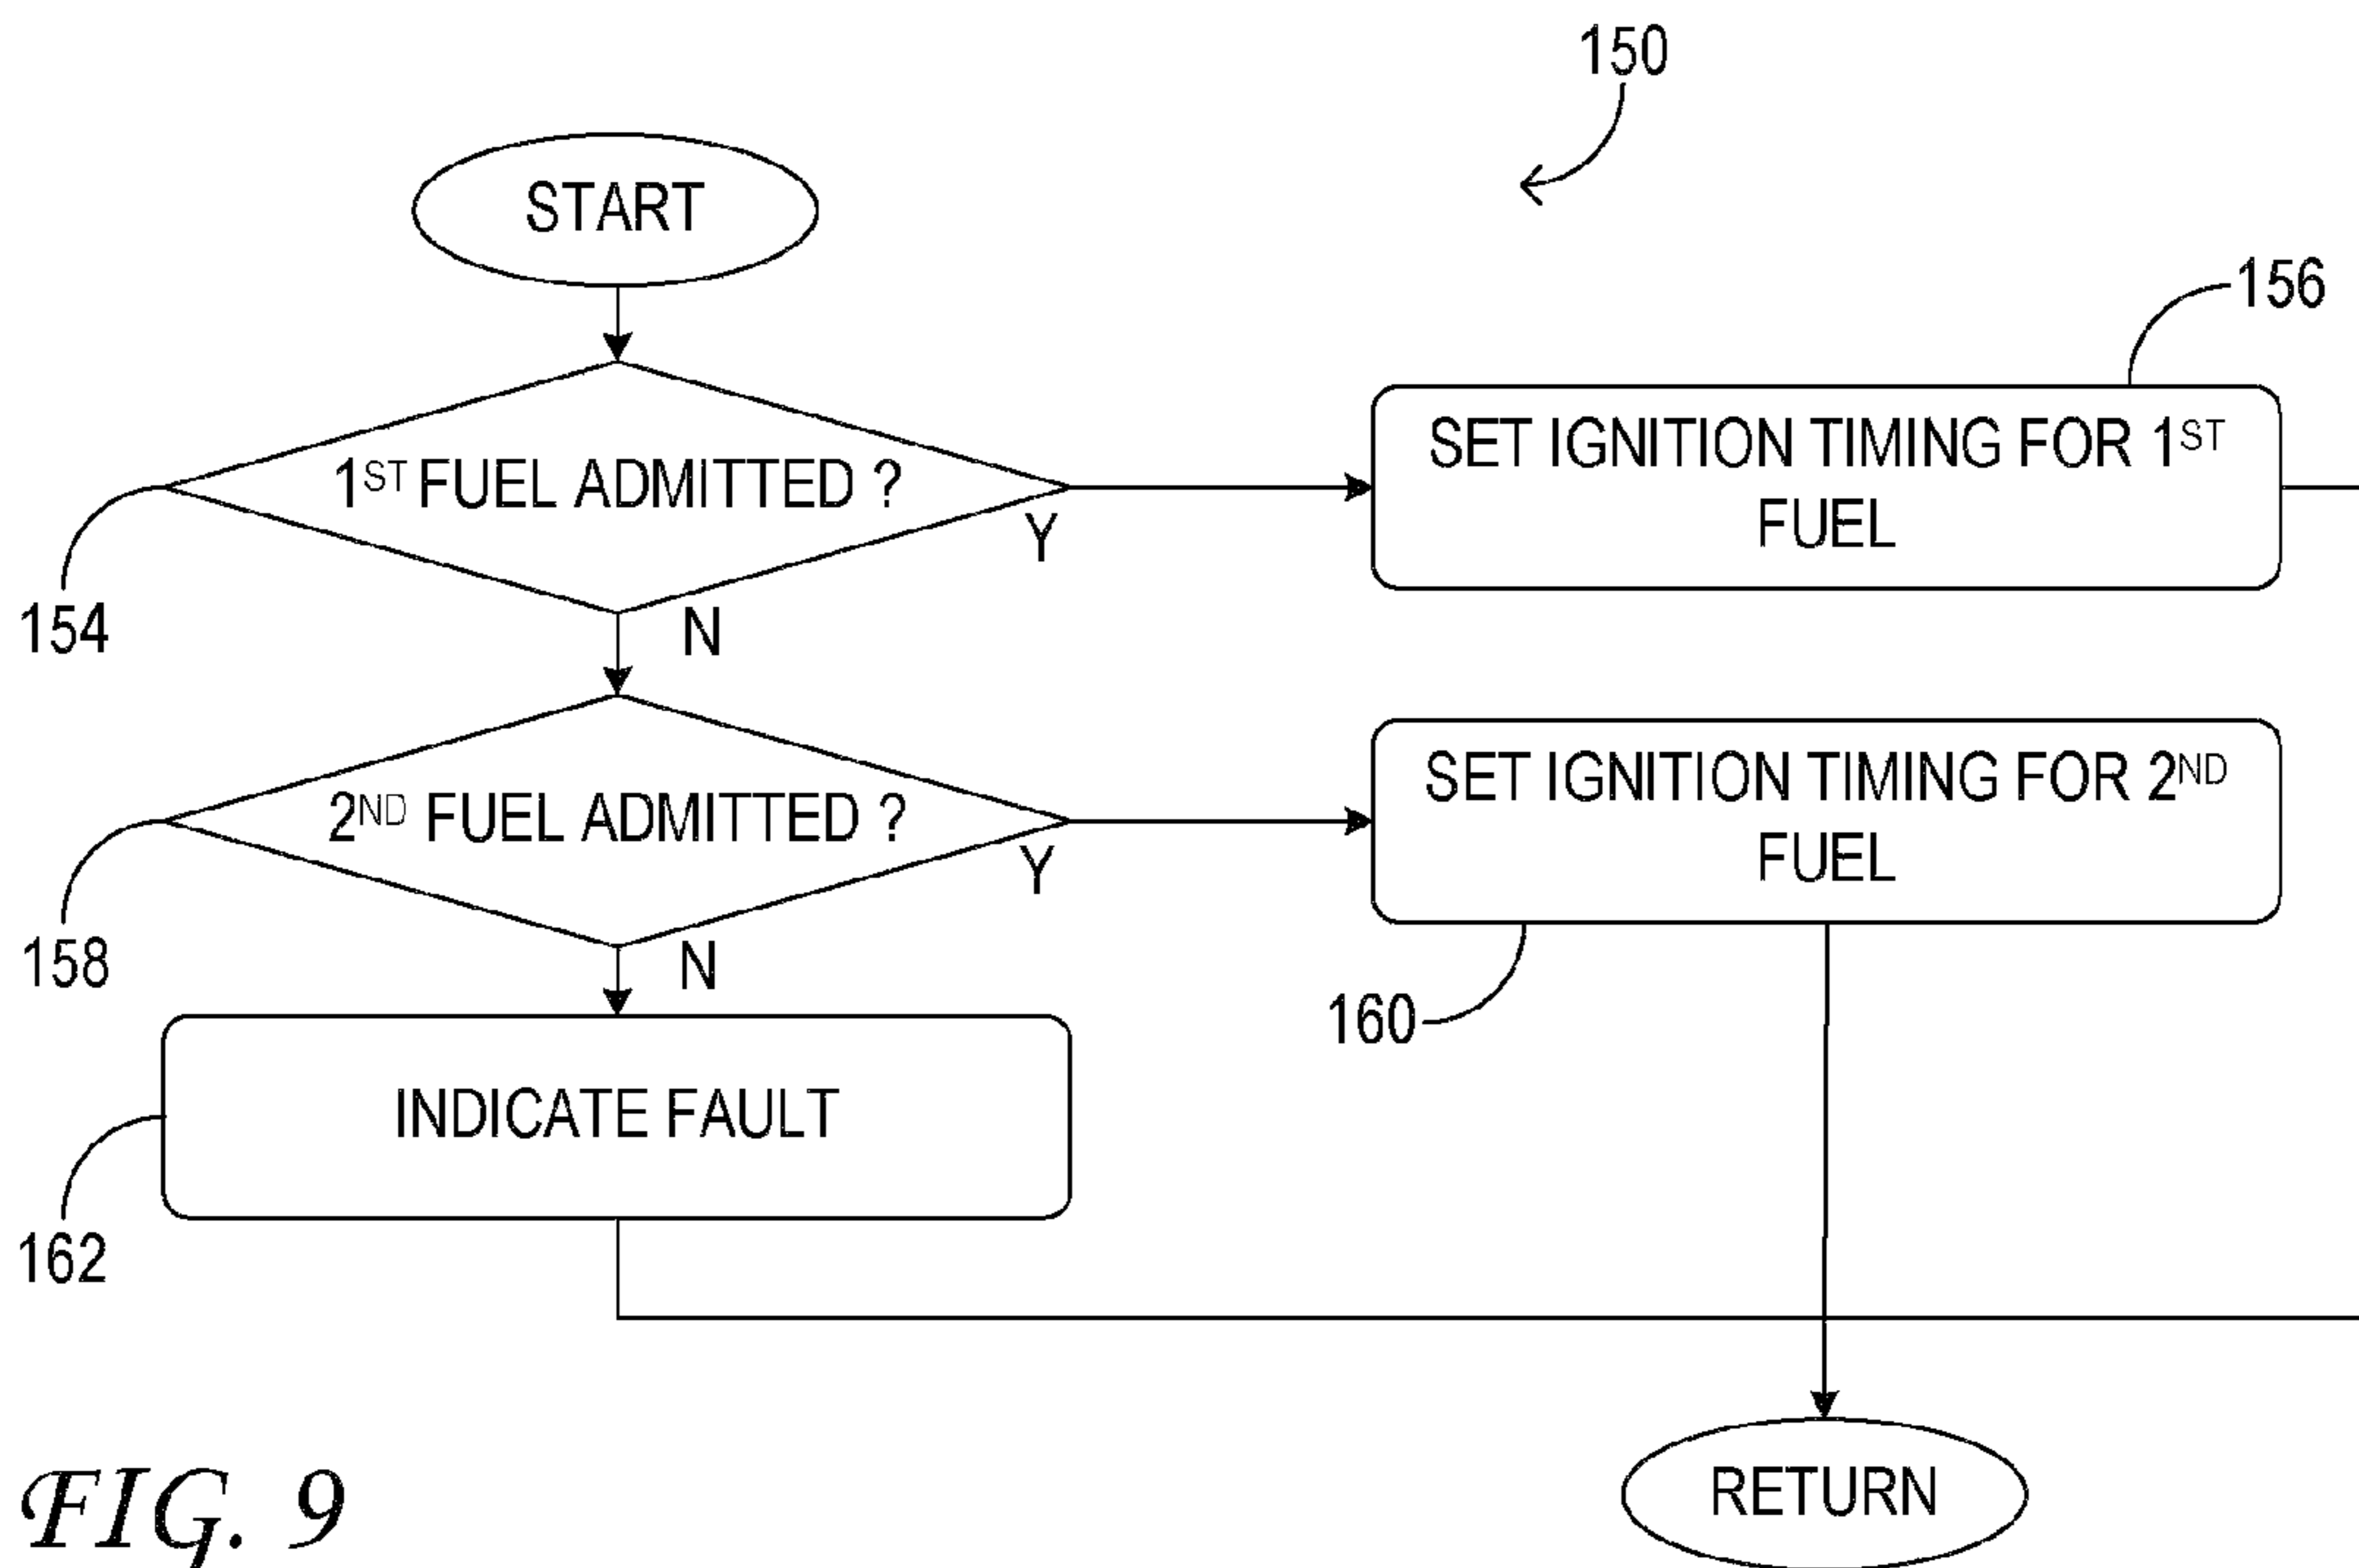 150
START
156
1ST FUEL ADMITTED ?
Y
SET IGNITION TIMING FOR 1ST
FUEL
154
N
2ND FUEL ADMITTED ?
Y
SET IGNITION TIMING FOR 2ND
FUEL
158
N
160
INDICATE FAULT
162
RETURN
FIG. 9